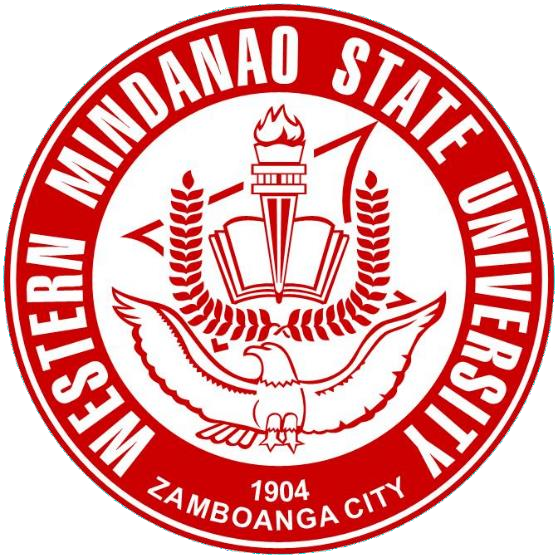 WESTERN MINDANAO STATE UNIVERSITY
1904
ZAMBOANGA CITY